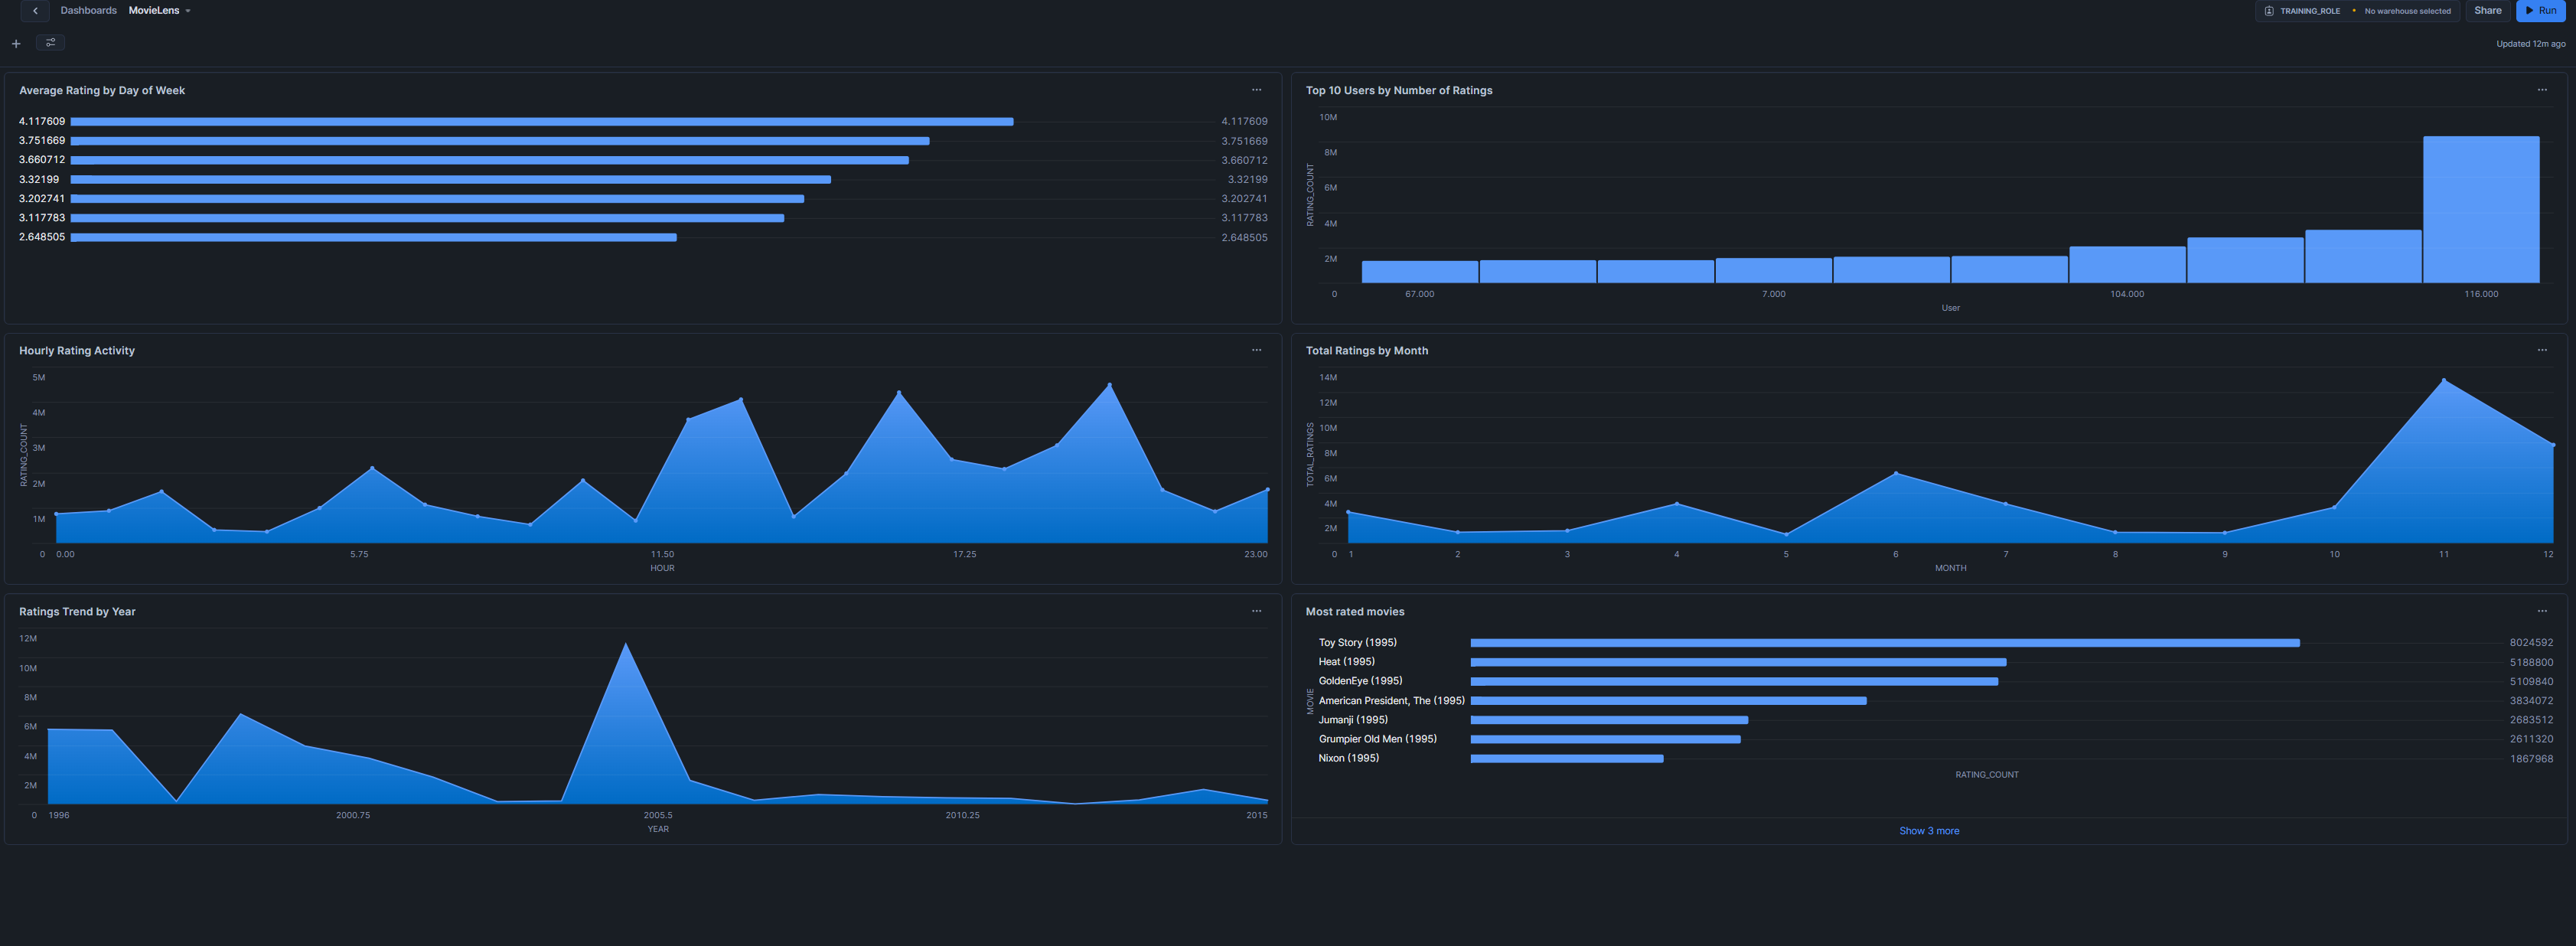 Dashboards MovieLens
TRAINING_ROLE • No warehouse selected
Share
Run
Updated 12m ago
Average Rating by Day of Week
4.117609 4.117609
3.751669 3.751669
3.660712 3.660712
3.32199 3.32199
3.202741 3.202741
3.117783 3.117783
2.648505 2.648505
Top 10 Users by Number of Ratings
10M
8M
6M
4M
2M
0
RATING_COUNT
67.000 7.000 104.000 116.000
User
Hourly Rating Activity
5M
4M
3M
2M
1M
0
RATING_COUNT
0.00 5.75 11.50 17.25 23.00
HOUR
Total Ratings by Month
14M
12M
10M
8M
6M
4M
2M
0
TOTAL_RATINGS
1 2 3 4 5 6 7 8 9 10 11 12
MONTH
Ratings Trend by Year
12M
10M
8M
6M
4M
2M
0
1996 2000.75 2005.5 2010.25 2015
YEAR
Most rated movies
MOVIE
Toy Story (1995) 8024592
Heat (1995) 5188800
GoldenEye (1995) 5109840
American President, The (1995) 3834072
Jumanji (1995) 2683512
Grumpier Old Men (1995) 2611320
Nixon (1995) 1867968
RATING_COUNT
Show 3 more